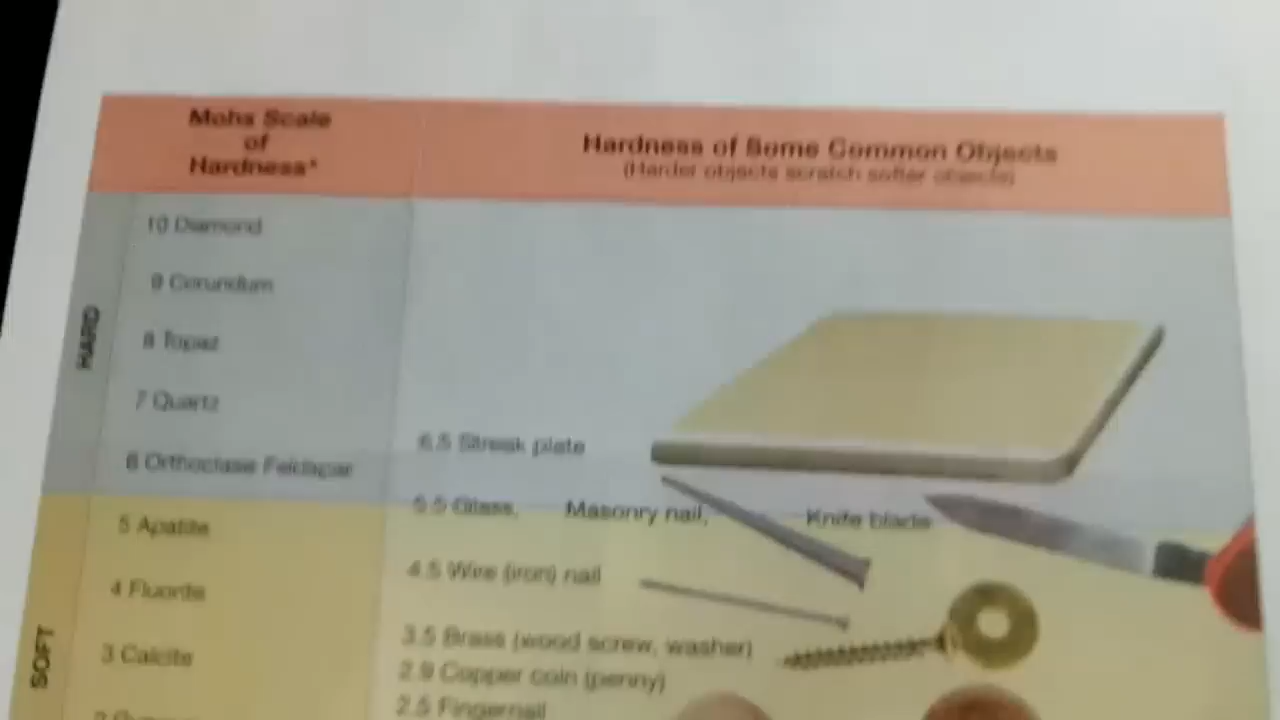 Mohs Scale
of
Hardness*
Hardness of Some Common Objects
(Harder objects scratch softer objects)
HARD
10 Diamond
9 Corundum
8 Topaz
7 Quartz
6 Orthoclase Feldspar
6.5 Streak plate
5.5 Glass, Masonry nail, Knife blade
SOFT
5 Apatite
4 Fluorite
3 Calcite
4.5 Wire (iron) nail
3.5 Brass (wood screw, washer)
2.9 Copper coin (penny)
2.5 Fingernail